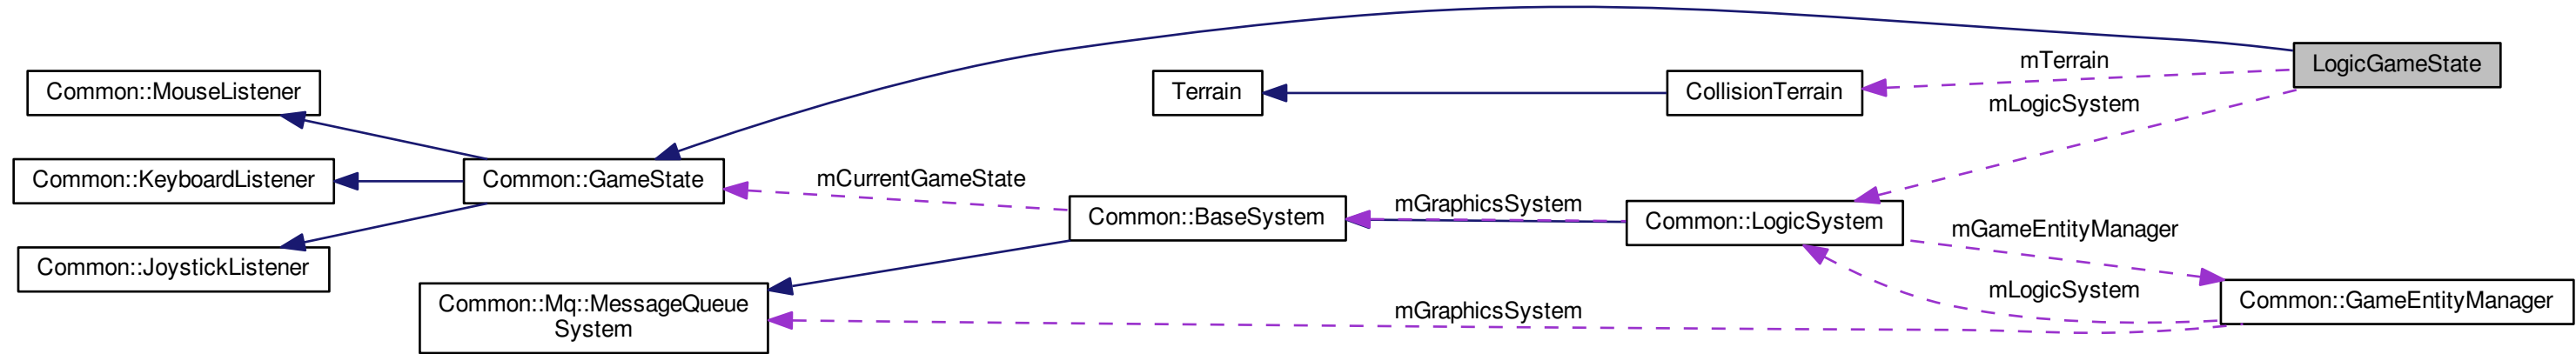 LogicGameState
mTerrain
Common::MouseListener
Terrain
CollisionTerrain
mLogicSystem
Common::KeyboardListener
Common::GameState
mCurrentGameState
mGraphicsSystem
Common::BaseSystem
Common::LogicSystem
mGameEntityManager
Common::JoystickListener
Common::Mq::MessageQueue
System
mGraphicsSystem
mLogicSystem
Common::GameEntityManager